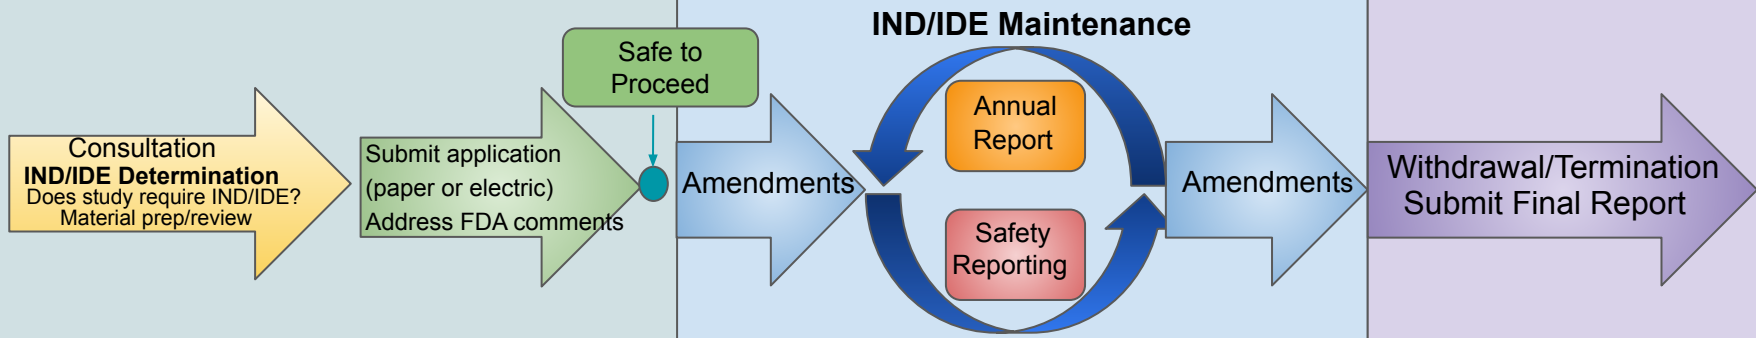 Consultation
IND/IDE Determination
Does study require IND/IDE?
Material prep/review
Submit application
(paper or electric)
Address FDA comments
Safe to
Proceed
IND/IDE Maintenance
Amendments
Annual
Report
Safety
Reporting
Amendments
Withdrawal/Termination
Submit Final Report